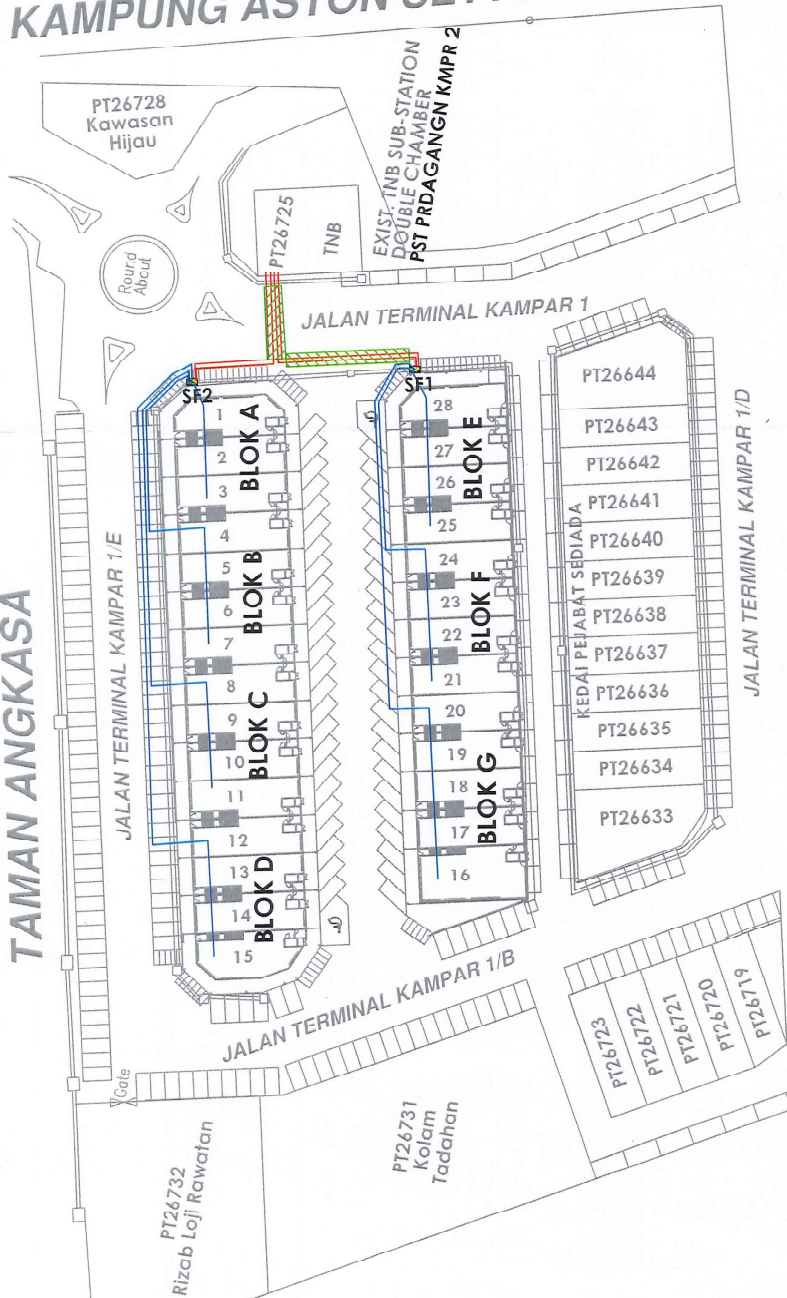 KAMPUNG ASTON
PT26728
Kawasan
Hijau
EXIST. TNB SUB-STATION
DOUBLE CHAMBER
PST PRDAGANGN KMPR 2
PT26725
TNB
Round
About
JALAN TERMINAL KAMPAR 1
SF2
SF1
1
2
3
4
5
6
7
8
9
10
11
12
13
14
15
BLOK A
BLOK B
BLOK C
BLOK D
28
27
26
25
24
23
22
21
20
19
18
17
16
BLOK E
BLOK F
BLOK G
PT26644
PT26643
PT26642
PT26641
PT26640
PT26639
PT26638
PT26637
PT26636
PT26635
PT26634
PT26633
KEDAI PEJABAT SEDIADA
JALAN TERMINAL KAMPAR 1/D
JALAN TERMINAL KAMPAR 1/E
TAMAN ANGKASA
JALAN TERMINAL KAMPAR 1/B
Gate
PT26723
PT26722
PT26721
PT26720
PT26719
PT26731
Kolam
Tadahan
PT26732
Rizab Loji Rawatan